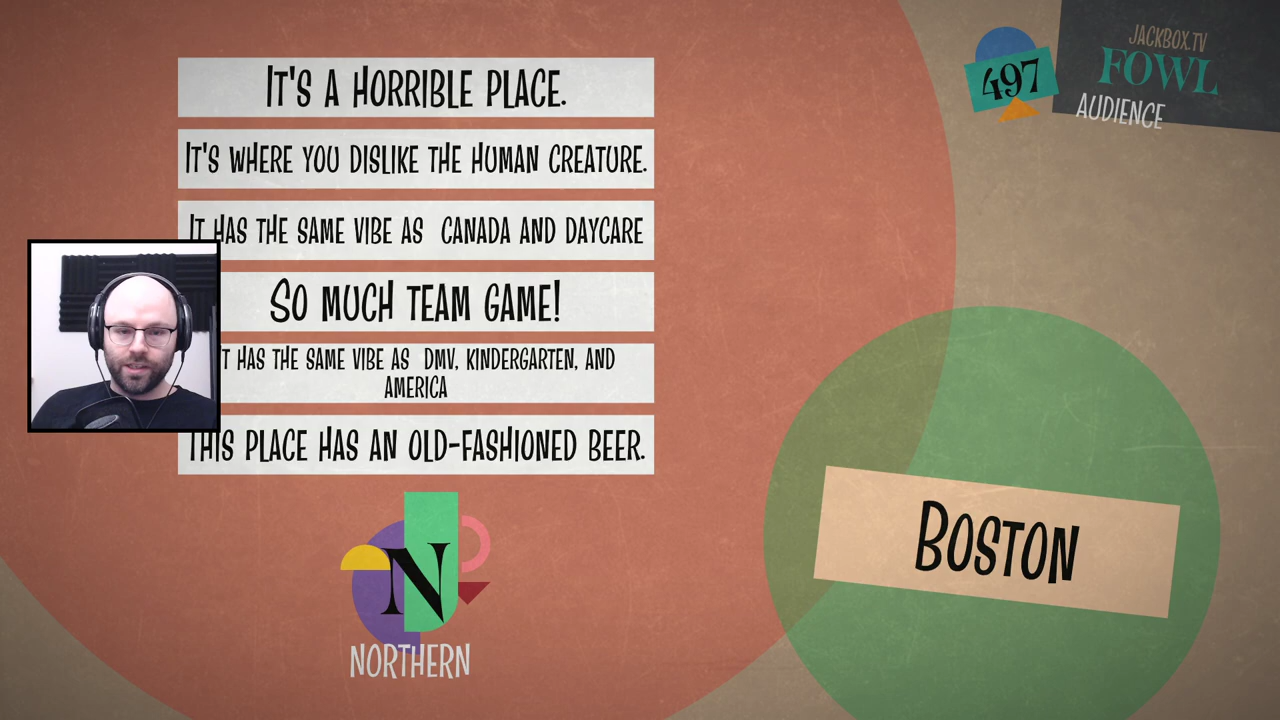 IT'S A HORRIBLE PLACE.
IT'S WHERE YOU DISLIKE THE HUMAN CREATURE.
IT HAS THE SAME VIBE AS CANADA AND DAYCARE
SO MUCH TEAM GAME!
T HAS THE SAME VIBE AS DMV, KINDERGARTEN, AND
AMERICA
THIS PLACE HAS AN OLD-FASHIONED BEER.
N
NORTHERN
497
JACKBOX.TV
FOWL
AUDIENCE
BOSTON